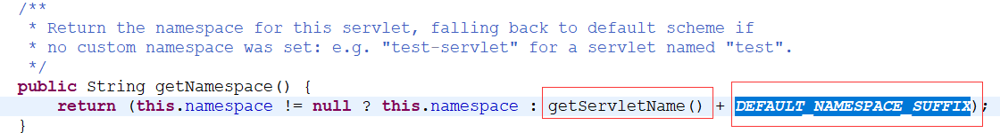 /**
* Return the namespace for this servlet, falling back to default scheme if
* no custom namespace was set: e.g. "test-servlet" for a servlet named "test".
*/
public String getNamespace() {
return (this.namespace != null ? this.namespace : getServletName() + DEFAULT_NAMESPACE_SUFFIX);
}